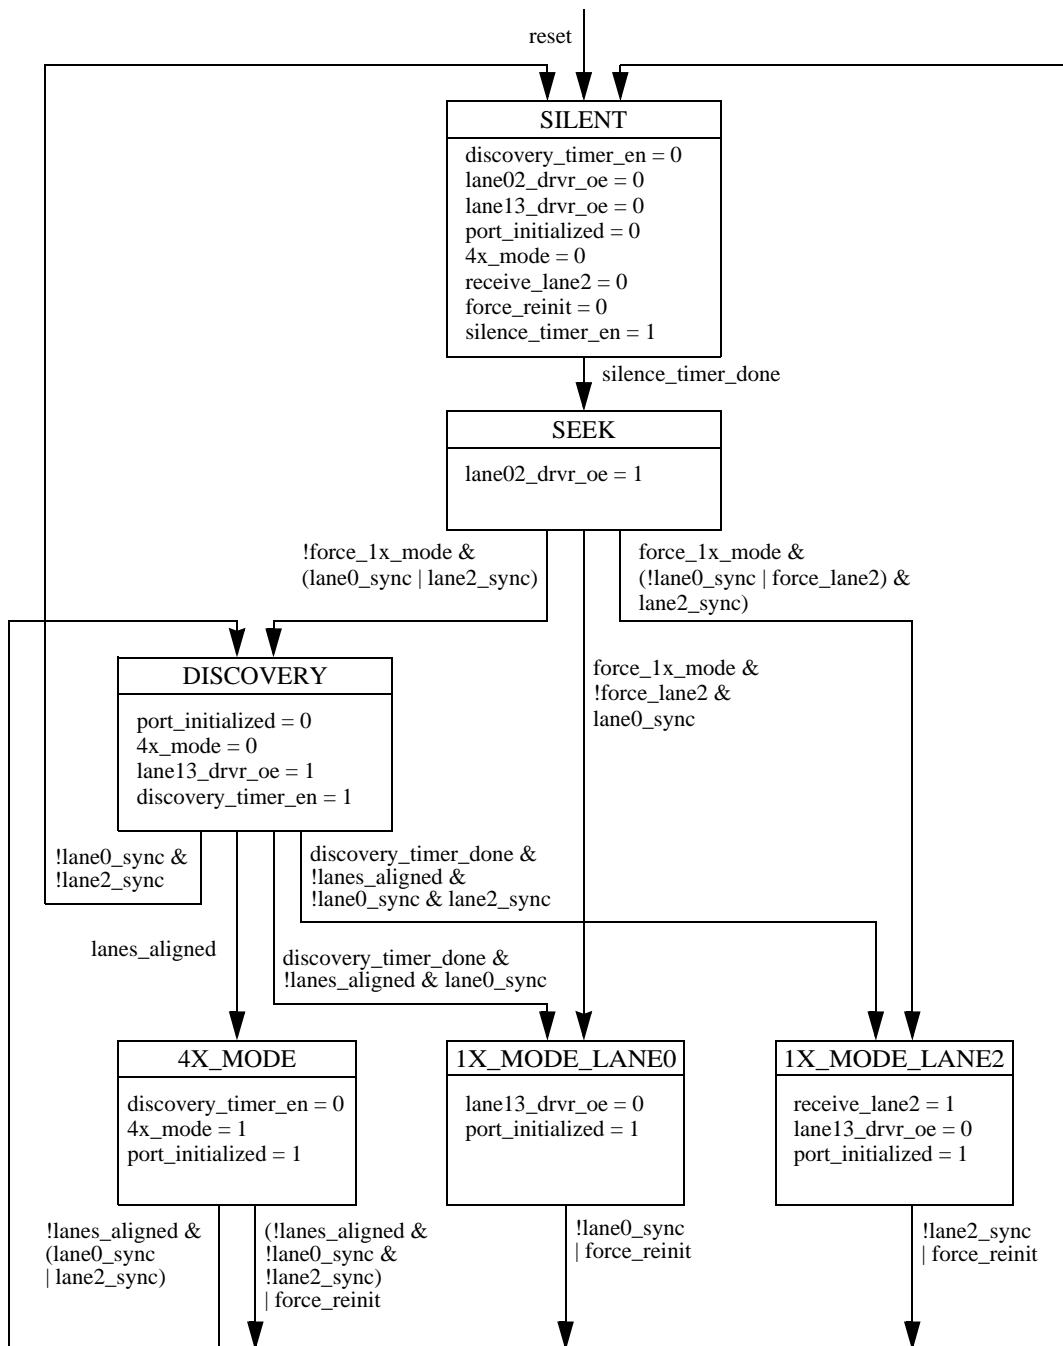 reset
SILENT
discovery_timer_en = 0
lane02_drvr_oe = 0
lane13_drvr_oe = 0
port_initialized = 0
4x_mode = 0
receive_lane2 = 0
force_reinit = 0
silence_timer_en = 1
silence_timer_done
SEEK
lane02_drvr_oe = 1
!force_1x_mode &
(lane0_sync | lane2_sync)
force_1x_mode &
(!lane0_sync | force_lane2) &
lane2_sync)
force_1x_mode &
!force_lane2 &
lane0_sync
DISCOVERY
port_initialized = 0
4x_mode = 0
lane13_drvr_oe = 1
discovery_timer_en = 1
!lane0_sync &
!lane2_sync
discovery_timer_done &
!lanes_aligned &
!lane0_sync & lane2_sync
lanes_aligned
discovery_timer_done &
!lanes_aligned & lane0_sync
4X_MODE
discovery_timer_en = 0
4x_mode = 1
port_initialized = 1
1X_MODE_LANE0
lane13_drvr_oe = 0
port_initialized = 1
1X_MODE_LANE2
receive_lane2 = 1
lane13_drvr_oe = 0
port_initialized = 1
!lanes_aligned &
(lane0_sync
| lane2_sync)
(!lanes_aligned &
!lane0_sync &
!lane2_sync)
| force_reinit
!lane0_sync
| force_reinit
!lane2_sync
| force_reinit